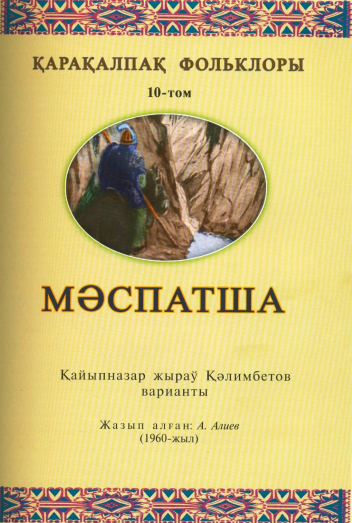 ҚАРАҚАЛПАҚ ФОЛЬКЛОРЫ
10-том
МӘСПАТША
Қайыпназар жыраў Қәлимбетов
варианты
Жазып алған: А. Алиев
(1960-жыл)